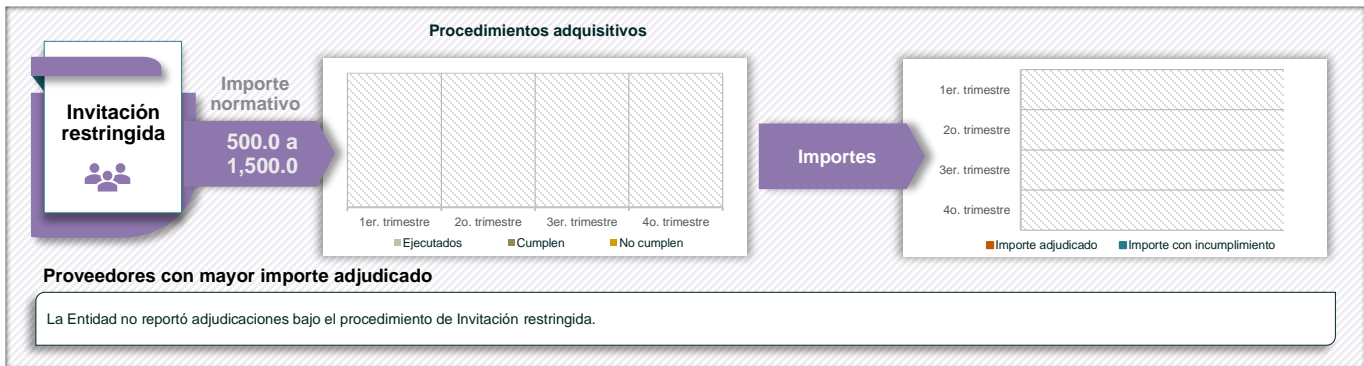 Procedimientos adquisitivos
Invitación
restringida
Importe
normativo
500.0 a
1,500.0
1er. trimestre
2o. trimestre
3er. trimestre
4o. trimestre
Ejecutados
Cumplen
No cumplen
Importes
1er. trimestre
2o. trimestre
3er. trimestre
4o. trimestre
Importe adjudicado
Importe con incumplimiento
Proveedores con mayor importe adjudicado
La Entidad no reportó adjudicaciones bajo el procedimiento de Invitación restringida.